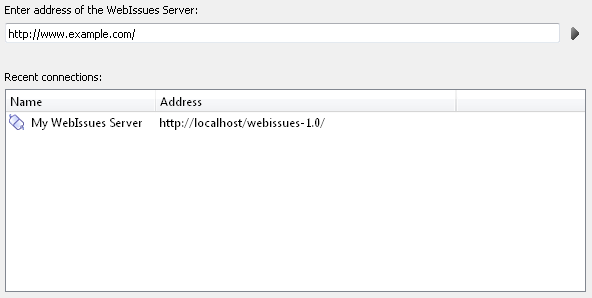 Enter address of the WebIssues Server:
http://www.example.com/
Recent connections:
Name Address
My WebIssues Server http://localhost/webissues-1.0/